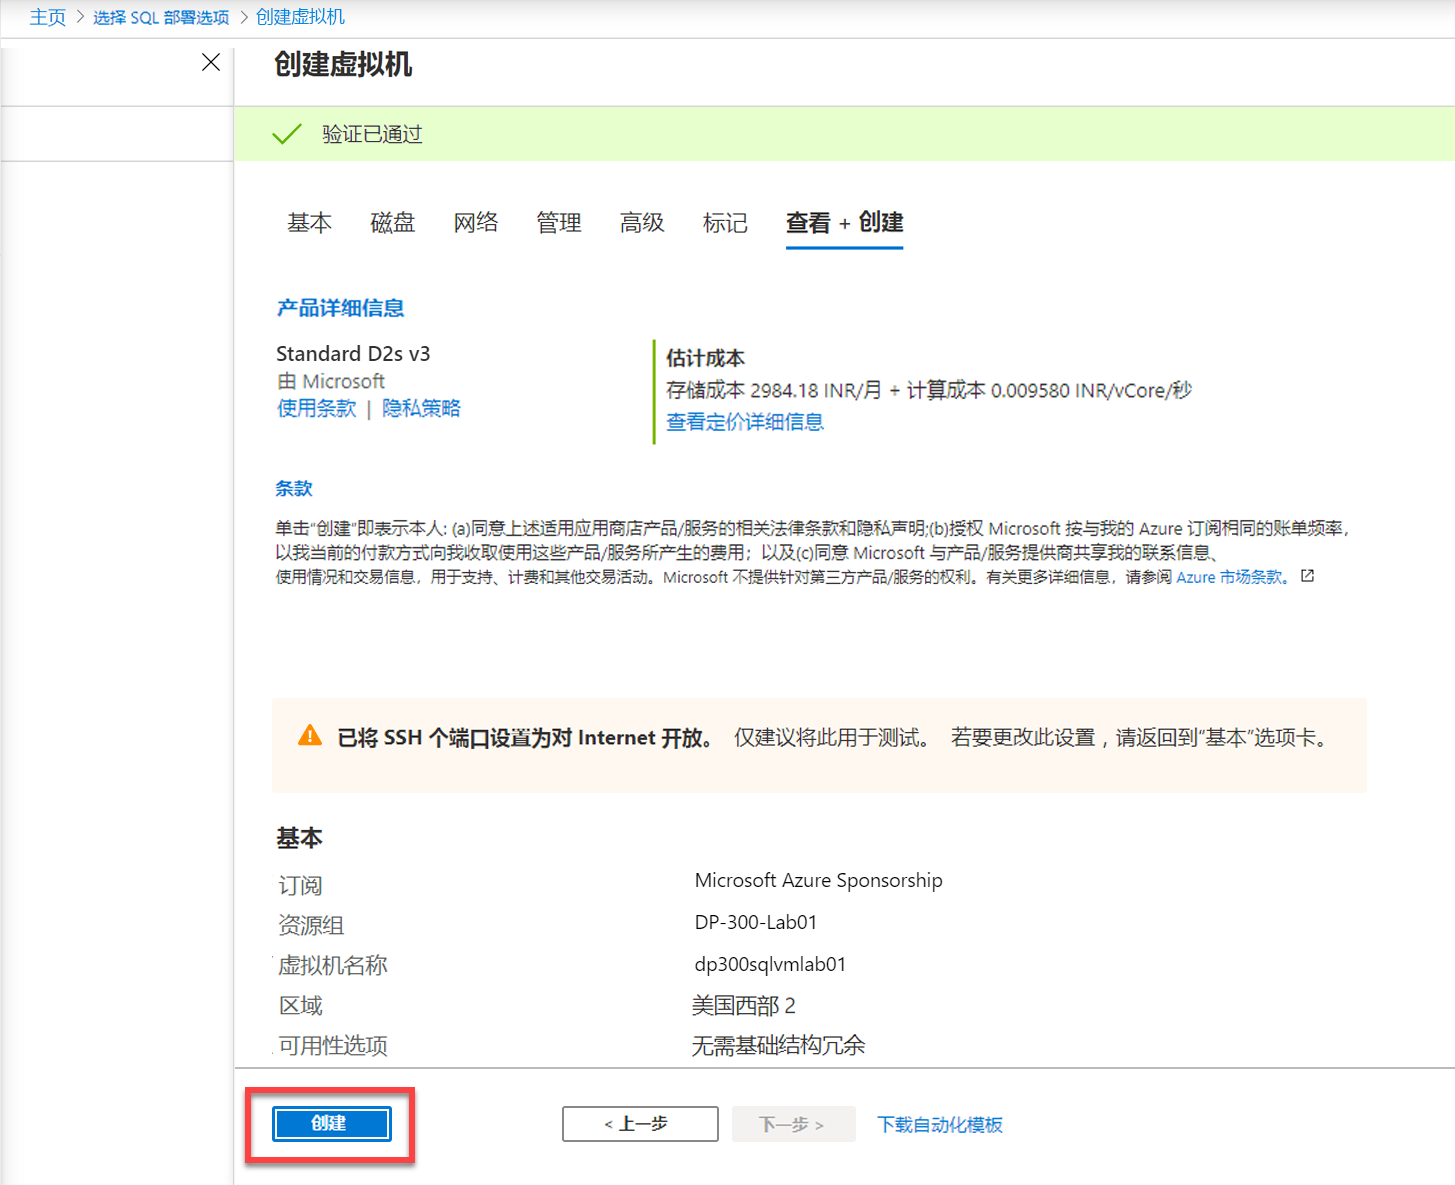 主页 > 选择 SQL 部署选项 > 创建虚拟机
创建虚拟机
验证已通过
基本 磁盘 网络 管理 高级 标记 查看 + 创建
产品详细信息
Standard D2s v3
由 Microsoft
使用条款 | 隐私策略
估计成本
存储成本 2984.18 INR/月 + 计算成本 0.009580 INR/vCore/秒
查看定价详细信息
条款
单击“创建”即表示本人: (a)同意上述适用应用商店产品/服务的相关法律条款和隐私声明;(b)授权 Microsoft 按与我的 Azure 订阅相同的账单频率，
以我当前的付款方式向我收取使用这些产品/服务所产生的费用；以及(c)同意 Microsoft 与产品/服务提供商共享我的联系信息、
使用情况和交易信息，用于支持、计费和其他交易活动。Microsoft 不提供针对第三方产品/服务的权利。有关更多详细信息，请参阅 Azure 市场条款。
已将 SSH 个端口设置为对 Internet 开放。 仅建议将此用于测试。 若要更改此设置，请返回到“基本”选项卡。
基本
订阅 Microsoft Azure Sponsorship
资源组 DP-300-Lab01
虚拟机名称 dp300sqlvmlab01
区域 美国西部 2
可用性选项 无需基础结构冗余
创建 < 上一步 下一步 > 下载自动化模板